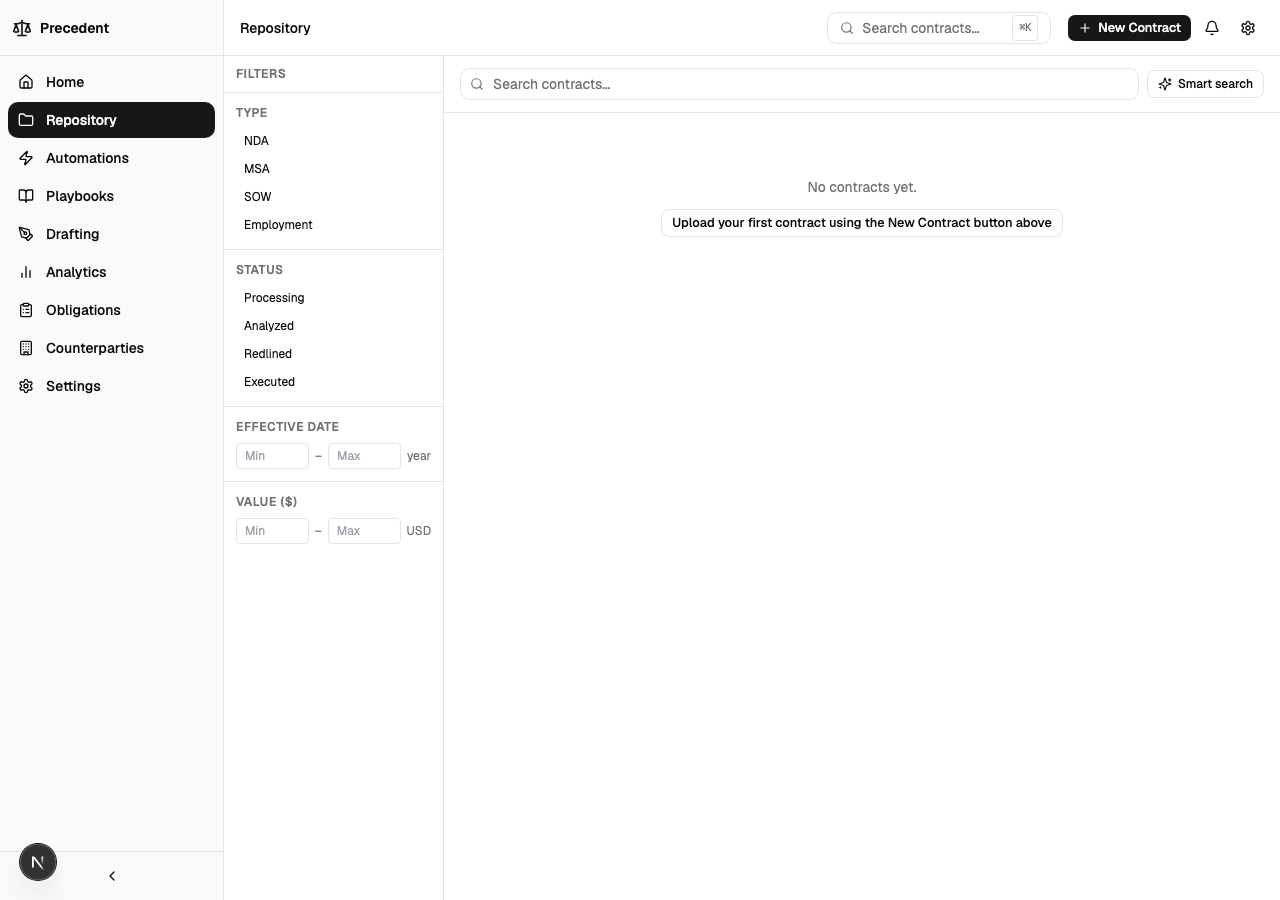 Precedent
Home
Repository
Automations
Playbooks
Drafting
Analytics
Obligations
Counterparties
Settings
N
Repository
Search contracts...
⌘K
New Contract
FILTERS
TYPE
NDA
MSA
SOW
Employment
STATUS
Processing
Analyzed
Redlined
Executed
EFFECTIVE DATE
Min – Max year
VALUE ($)
Min – Max USD
Search contracts...
Smart search
No contracts yet.
Upload your first contract using the New Contract button above